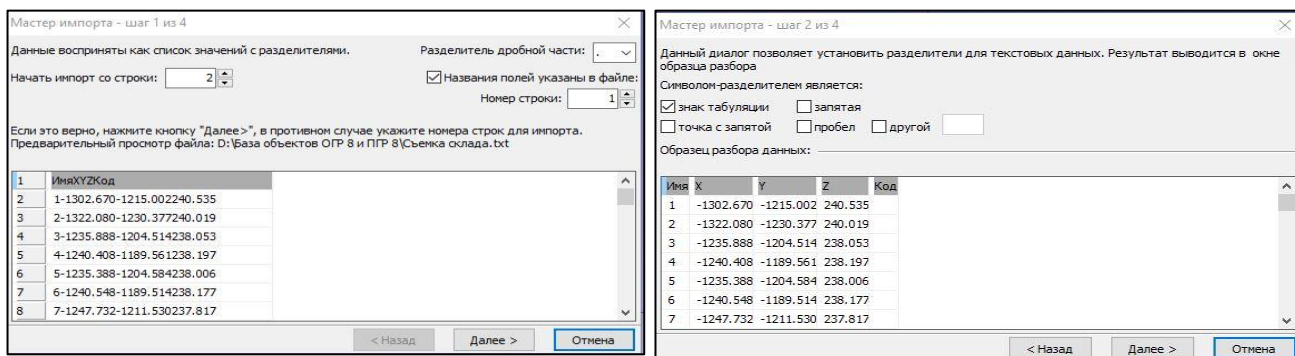 Мастер импорта - шаг 1 из 4
Данные восприняты как список значений с разделителями.
Разделитель дробной части: .
Начать импорт со строки: 2
Названия полей указаны в файле:
Номер строки: 1
Если это верно, нажмите кнопку "Далее>", в противном случае укажите номера строк для импорта.
Предварительный просмотр файла: D:\База объектов ОГР 8 и ПГР 8\Съемка склада.txt
1 ИмяXYZКод
2 1-1302.670-1215.002240.535
3 2-1322.080-1230.377240.019
4 3-1235.888-1204.514238.053
5 4-1240.408-1189.561238.197
6 5-1235.388-1204.584238.006
7 6-1240.548-1189.514238.177
8 7-1247.732-1211.530237.817
< Назад Далее > Отмена
Мастер импорта - шаг 2 из 4
Данный диалог позволяет установить разделители для текстовых данных. Результат выводится в окне
образца разбора
Символом-разделителем является:
знак табуляции запятая
точка с запятой пробел другой
Образец разбора данных:
Имя X Y Z Код
1 -1302.670 -1215.002 240.535
2 -1322.080 -1230.377 240.019
3 -1235.888 -1204.514 238.053
4 -1240.408 -1189.561 238.197
5 -1235.388 -1204.584 238.006
6 -1240.548 -1189.514 238.177
7 -1247.732 -1211.530 237.817
< Назад Далее > Отмена